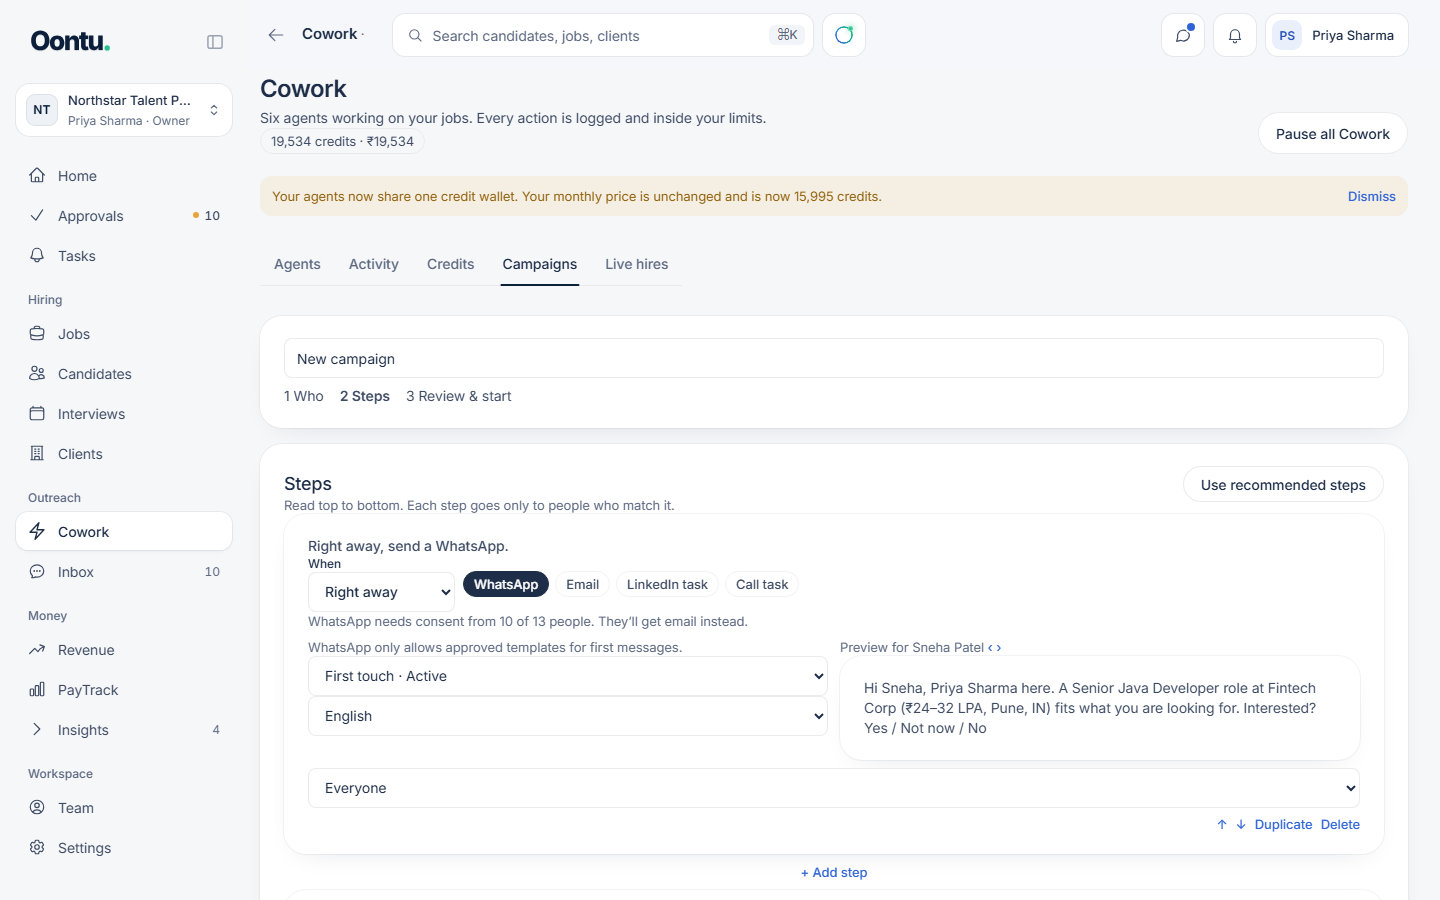 Oontu.
NT
Northstar Talent P...
Priya Sharma · Owner
Home
Approvals
10
Tasks
Hiring
Jobs
Candidates
Interviews
Clients
Outreach
Cowork
Inbox
10
Money
Revenue
PayTrack
Insights
4
Workspace
Team
Settings
← Cowork ·
Search candidates, jobs, clients
⌘K
PS
Priya Sharma
Cowork
Six agents working on your jobs. Every action is logged and inside your limits.
19,534 credits · ₹19,534
Pause all Cowork
Your agents now share one credit wallet. Your monthly price is unchanged and is now 15,995 credits.
Dismiss
Agents
Activity
Credits
Campaigns
Live hires
New campaign
1 Who
2 Steps
3 Review & start
Steps
Read top to bottom. Each step goes only to people who match it.
Use recommended steps
Right away, send a WhatsApp.
When
Right away
WhatsApp
Email
LinkedIn task
Call task
WhatsApp needs consent from 10 of 13 people. They'll get email instead.
WhatsApp only allows approved templates for first messages.
First touch · Active
English
Preview for Sneha Patel ‹ ›
Hi Sneha, Priya Sharma here. A Senior Java Developer role at Fintech
Corp (₹24–32 LPA, Pune, IN) fits what you are looking for. Interested?
Yes / Not now / No
Everyone
↑ ↓ Duplicate Delete
+ Add step